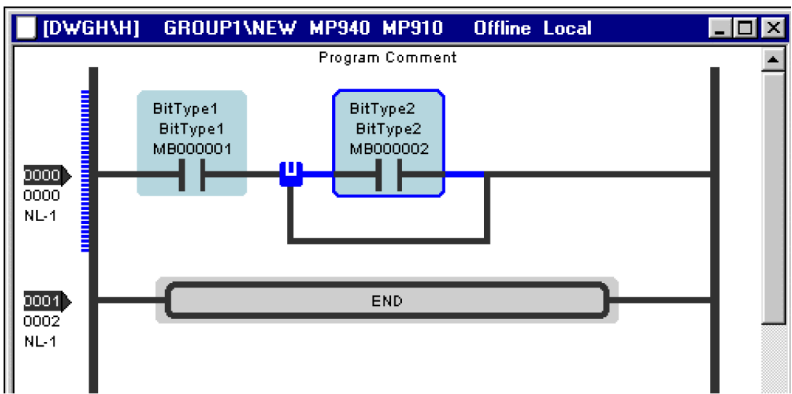 [DWGH\H] GROUP1\NEW MP940 MP910 Offline Local
Program Comment
BitType1
BitType1
MB000001
BitType2
BitType2
MB000002
0000
0000
NL-1
END
0001
0002
NL-1